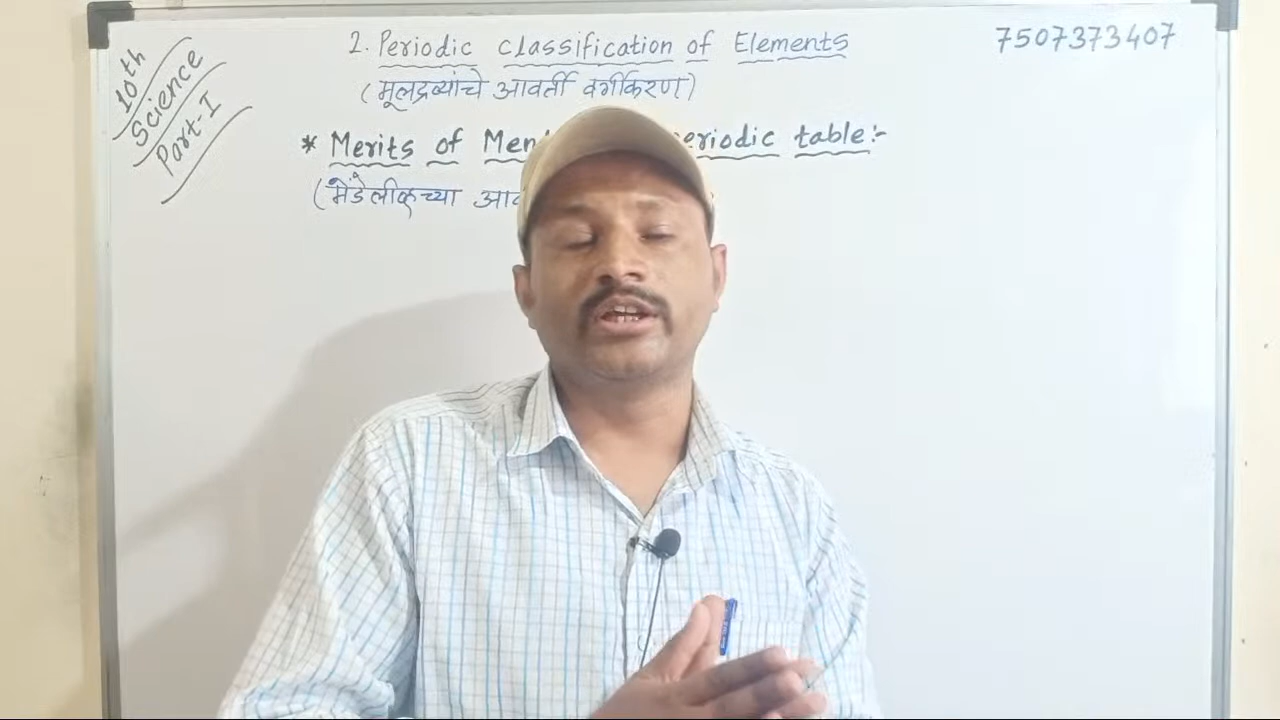 10th
Science
Part-I
2. Periodic classification of Elements
7507373407
(मूलद्रव्यांचे आवर्ती वर्गीकरण)
* Merits of Men eriodic table:-
(मेंडेलीव्हच्या आव